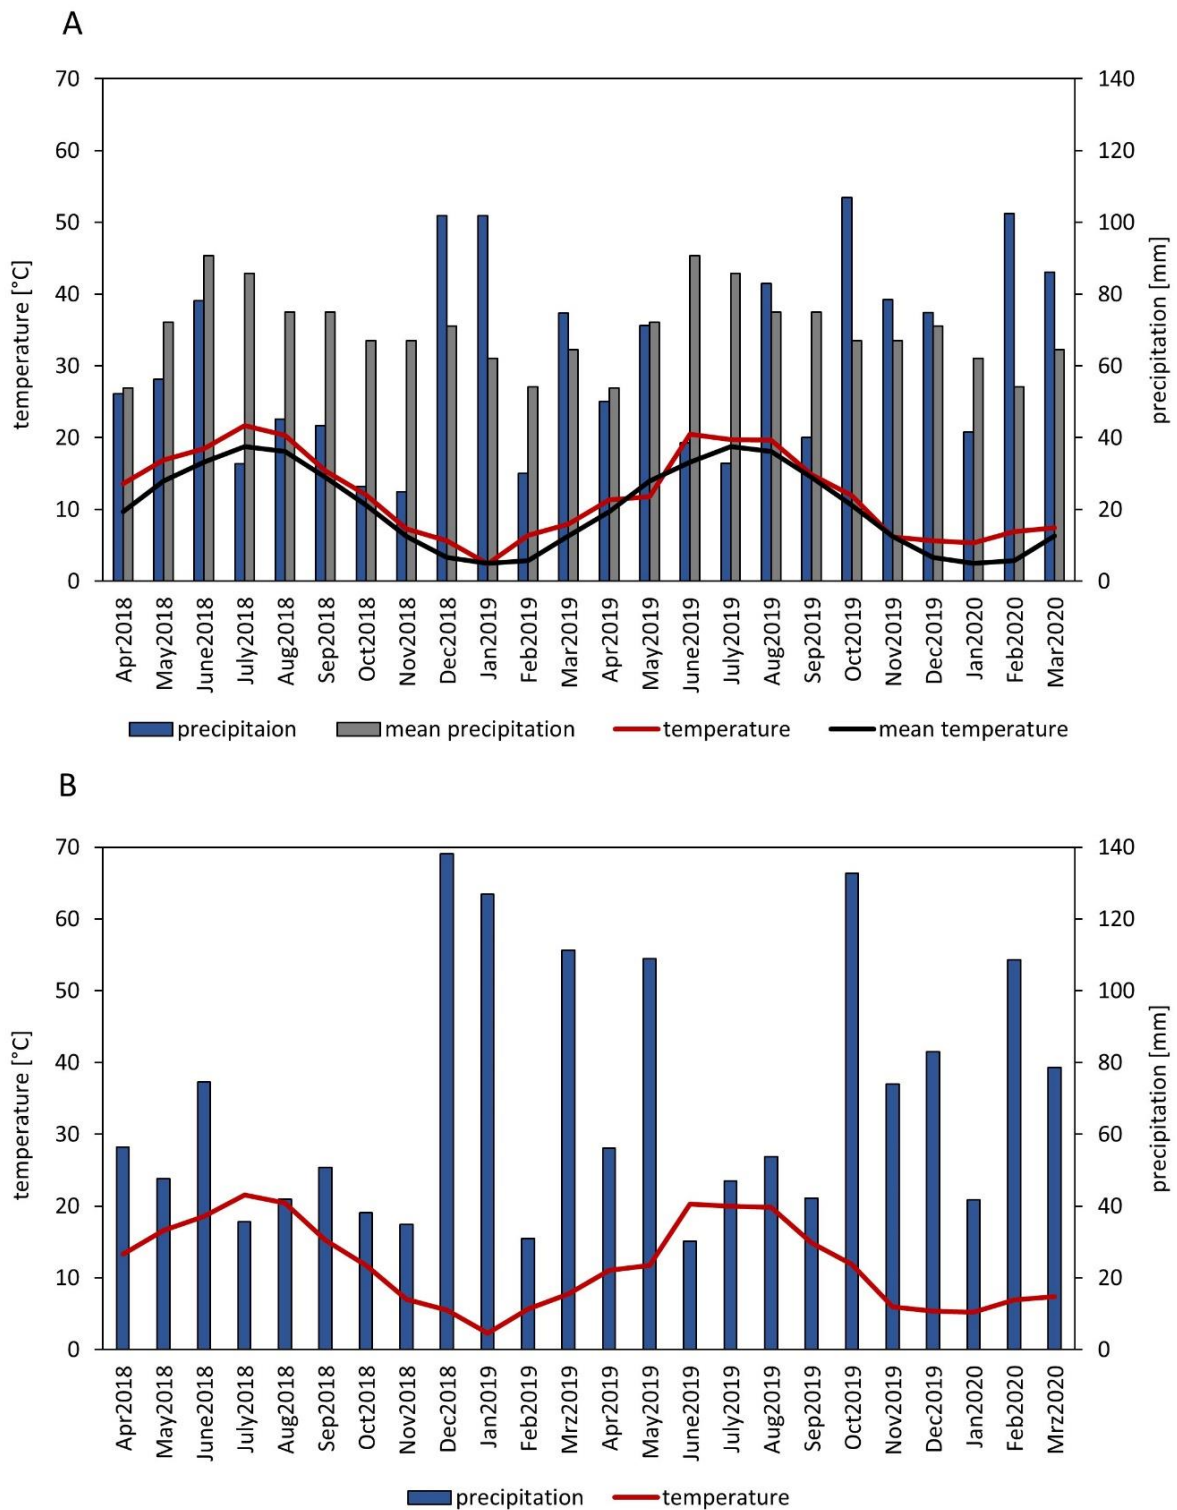 A
70
60
50
40
30
20
10
0
temperature [°C]
140
120
100
80
60
40
20
0
precipitation [mm]
Apr2018
May2018
June2018
July2018
Aug2018
Sep2018
Oct2018
Nov2018
Dec2018
Jan2019
Feb2019
Mar2019
Apr2019
May2019
June2019
July2019
Aug2019
Sep2019
Oct2019
Nov2019
Dec2019
Jan2020
Feb2020
Mar2020
precipitaion mean precipitation temperature mean temperature
B
70
60
50
40
30
20
10
0
temperature [°C]
140
120
100
80
60
40
20
0
precipitation [mm]
Apr2018
May2018
June2018
July2018
Aug2018
Sep2018
Oct2018
Nov2018
Dec2018
Jan2019
Feb2019
Mrz2019
Apr2019
May2019
June2019
July2019
Aug2019
Sep2019
Oct2019
Nov2019
Dec2019
Jan2020
Feb2020
Mrz2020
precipitation temperature